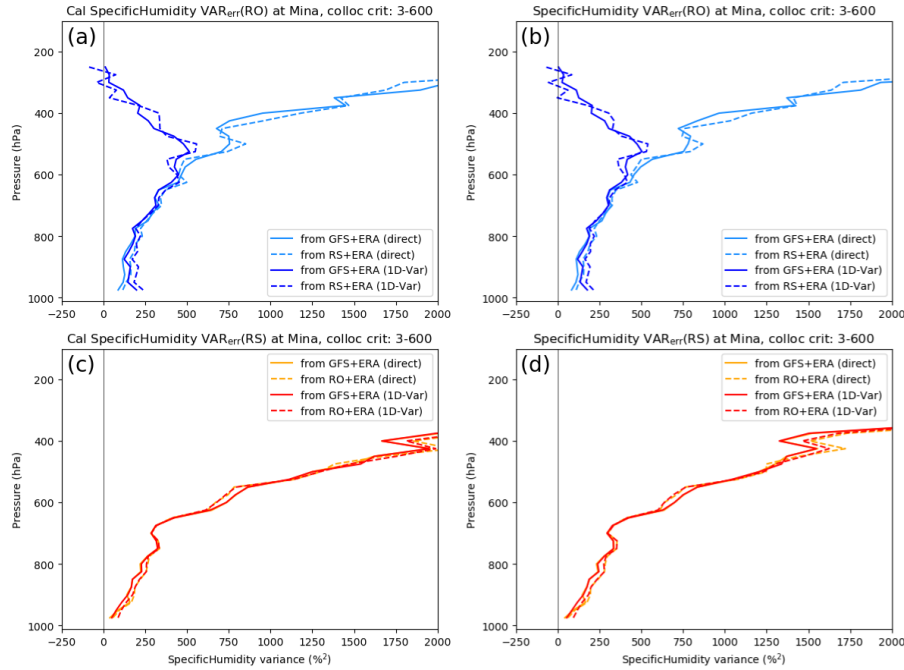 Cal SpecificHumidity VARerr(RO) at Mina, colloc crit: 3-600
(a)
200
400
600
800
1000
Pressure (hPa)
from GFS+ERA (direct)
from RS+ERA (direct)
from GFS+ERA (1D-Var)
from RS+ERA (1D-Var)
−250 0 250 500 750 1000 1250 1500 1750 2000
SpecificHumidity VARerr(RO) at Mina, colloc crit: 3-600
(b)
200
400
600
800
1000
Pressure (hPa)
from GFS+ERA (direct)
from RS+ERA (direct)
from GFS+ERA (1D-Var)
from RS+ERA (1D-Var)
−250 0 250 500 750 1000 1250 1500 1750 2000
Cal SpecificHumidity VARerr(RS) at Mina, colloc crit: 3-600
(c)
200
400
600
800
1000
Pressure (hPa)
from GFS+ERA (direct)
from RO+ERA (direct)
from GFS+ERA (1D-Var)
from RO+ERA (1D-Var)
−250 0 250 500 750 1000 1250 1500 1750 2000
SpecificHumidity variance (%²)
SpecificHumidity VARerr(RS) at Mina, colloc crit: 3-600
(d)
200
400
600
800
1000
Pressure (hPa)
from GFS+ERA (direct)
from RO+ERA (direct)
from GFS+ERA (1D-Var)
from RO+ERA (1D-Var)
−250 0 250 500 750 1000 1250 1500 1750 2000
SpecificHumidity variance (%²)